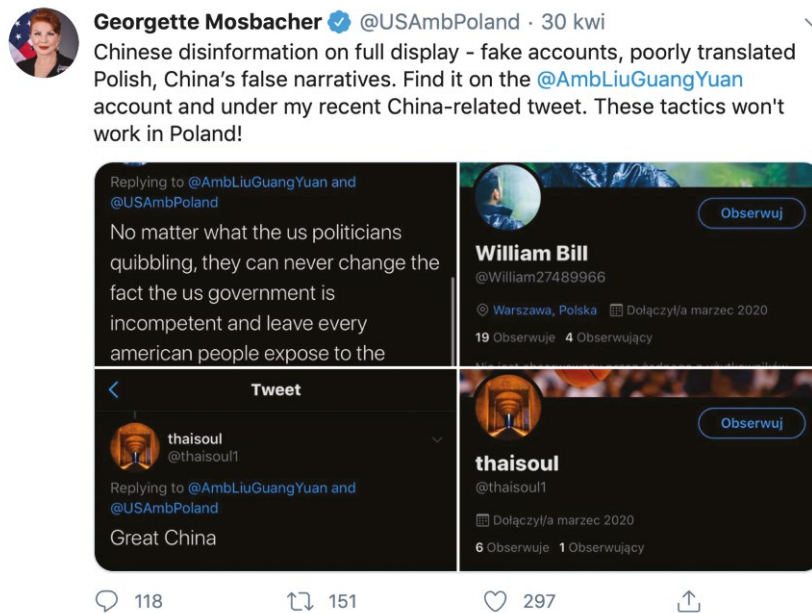 Georgette Mosbacher @USAmbPoland · 30 kwi
Chinese disinformation on full display - fake accounts, poorly translated
Polish, China's false narratives. Find it on the @AmbLiuGuangYuan
account and under my recent China-related tweet. These tactics won't
work in Poland!
Replying to @AmbLiuGuangYuan and
@USAmbPoland
No matter what the us politicians
quibbling, they can never change the
fact the us government is
incompetent and leave every
american people expose to the
Obserwuj
William Bill
@William27489966
Warszawa, Polska Dołączył/a marzec 2020
19 Obserwuje 4 Obserwujący
Tweet
thaisoul
@thaisoul1
Replying to @AmbLiuGuangYuan and
@USAmbPoland
Great China
Obserwuj
thaisoul
@thaisoul1
Dołączył/a marzec 2020
6 Obserwuje 1 Obserwujący
118 151 297